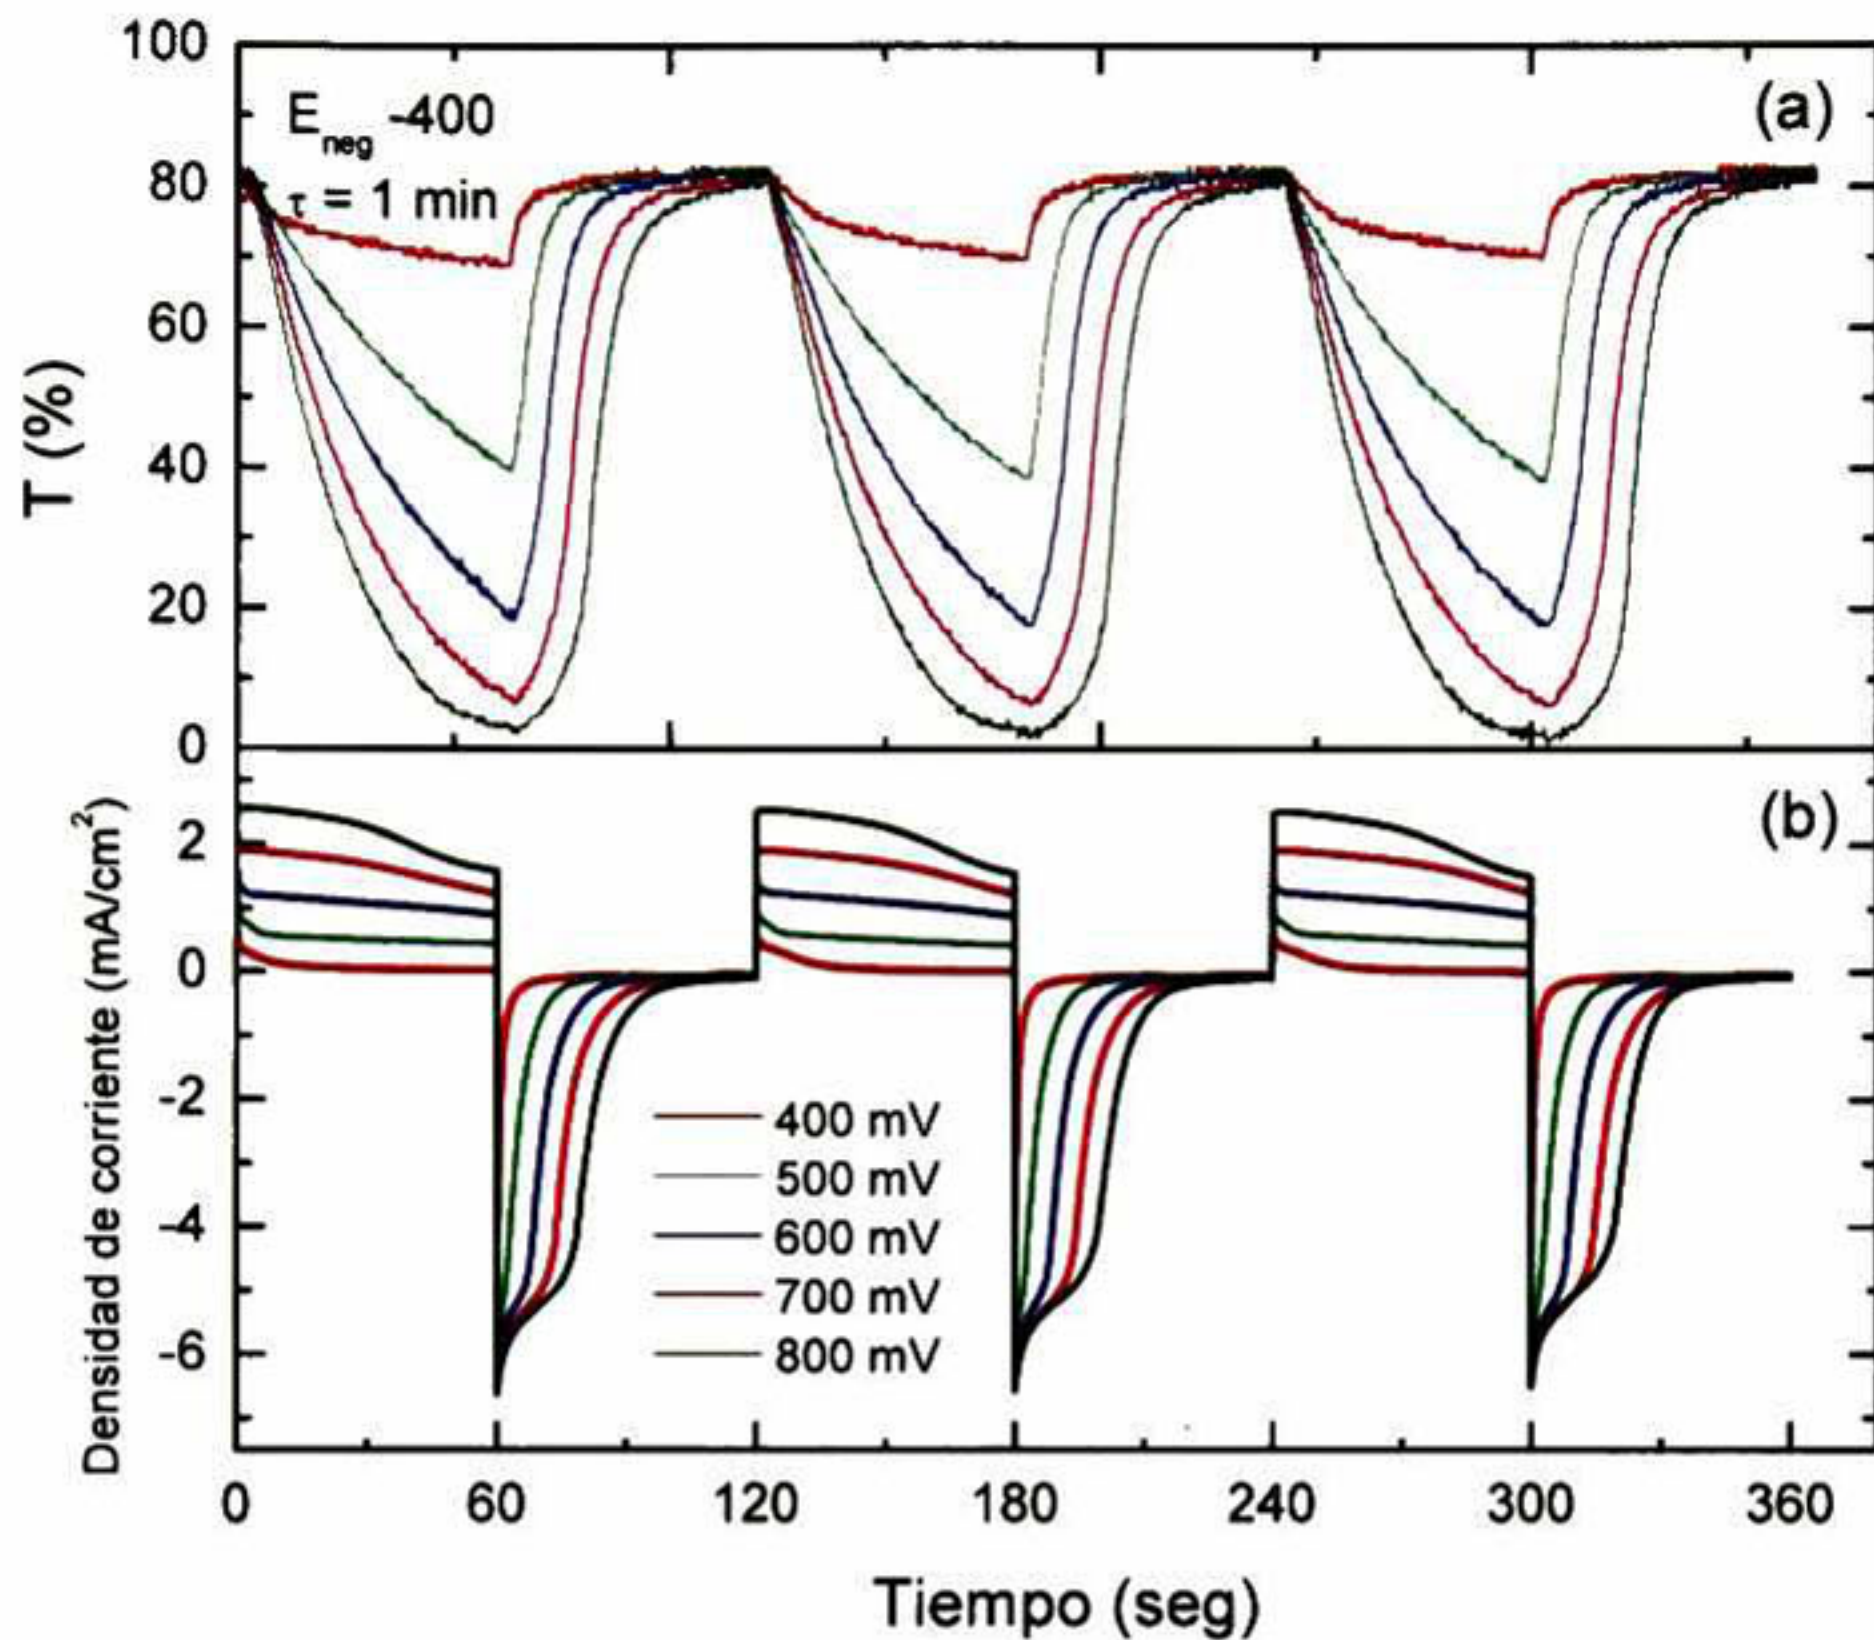 100
80
60
40
20
0
T (%)
E_neg -400
τ = 1 min
(a)
2
0
-2
-4
-6
Densidad de corriente (mA/cm²)
(b)
400 mV
500 mV
600 mV
700 mV
800 mV
0 60 120 180 240 300 360
Tiempo (seg)